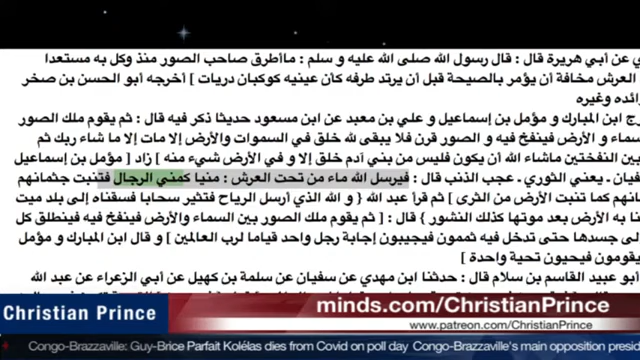 ي عن أبي هريرة قال : قال رسول الله صلى الله عليه و سلم : ماأطرق صاحب الصور منذ وكل به مستعدا
العرش مخافة أن يؤمر بالصيحة قبل أن يرتد طرفه كأن عينيه كوكبان دريان ] أخرجه أبو الحسن بن صخر
وائده وغيره
رج ابن المبارك و مؤمل بن إسماعيل و علي بن معبد عن ابن مسعود حديثا ذكر فيه قال : ثم يقوم ملك الصور
سماء و الأرض فينفخ فيه و الصور قرن فلا يبقى لله خلق في السموات والأرض إلا مات إلا ما شاء ربك ثم
بين النفختين ماشاء الله أن يكون فليس من بني آدم خلق إلا و في الأرض شيء منه ] زاد [ مؤمل بن إسماعيل
فيان ـ يعني الثوري ـ عجب الذنب قال : فيرسل الله ماء من تحت العرش : منيا كمني الرجال فتنبت جثمانهم
انهم كما تنبت الأرض من الثرى ] ثم قرأ عبد الله { و الله الذي أرسل الرياح فتثير سحابا فسقناه إلى بلد ميت
نا به الأرض بعد موتها كذلك النشور } قال : [ ثم يقوم ملك الصور بين السماء والأرض فينفخ فيه فينطلق كل
لى جسدها حتى تدخل فيه ثممون فيجيبون إجابة رجل واحد قياما لرب العالمين ] و قال ابن المبارك و مؤمل
يقومون فيحيون تحية واحدة ]
أبو عبيد القاسم بن سلام قال : حدثنا ابن مهدي عن سفيان عن سلمة بن كهيل عن أبي الزعراء عن عبد الله
Christian Prince
minds.com/ChristianPrince
www.patreon.com/ChristianPrince
Congo-Brazzaville: Guy-Brice Parfait Kolélas dies from Covid on poll day Congo-Brazzaville's main opposition presid